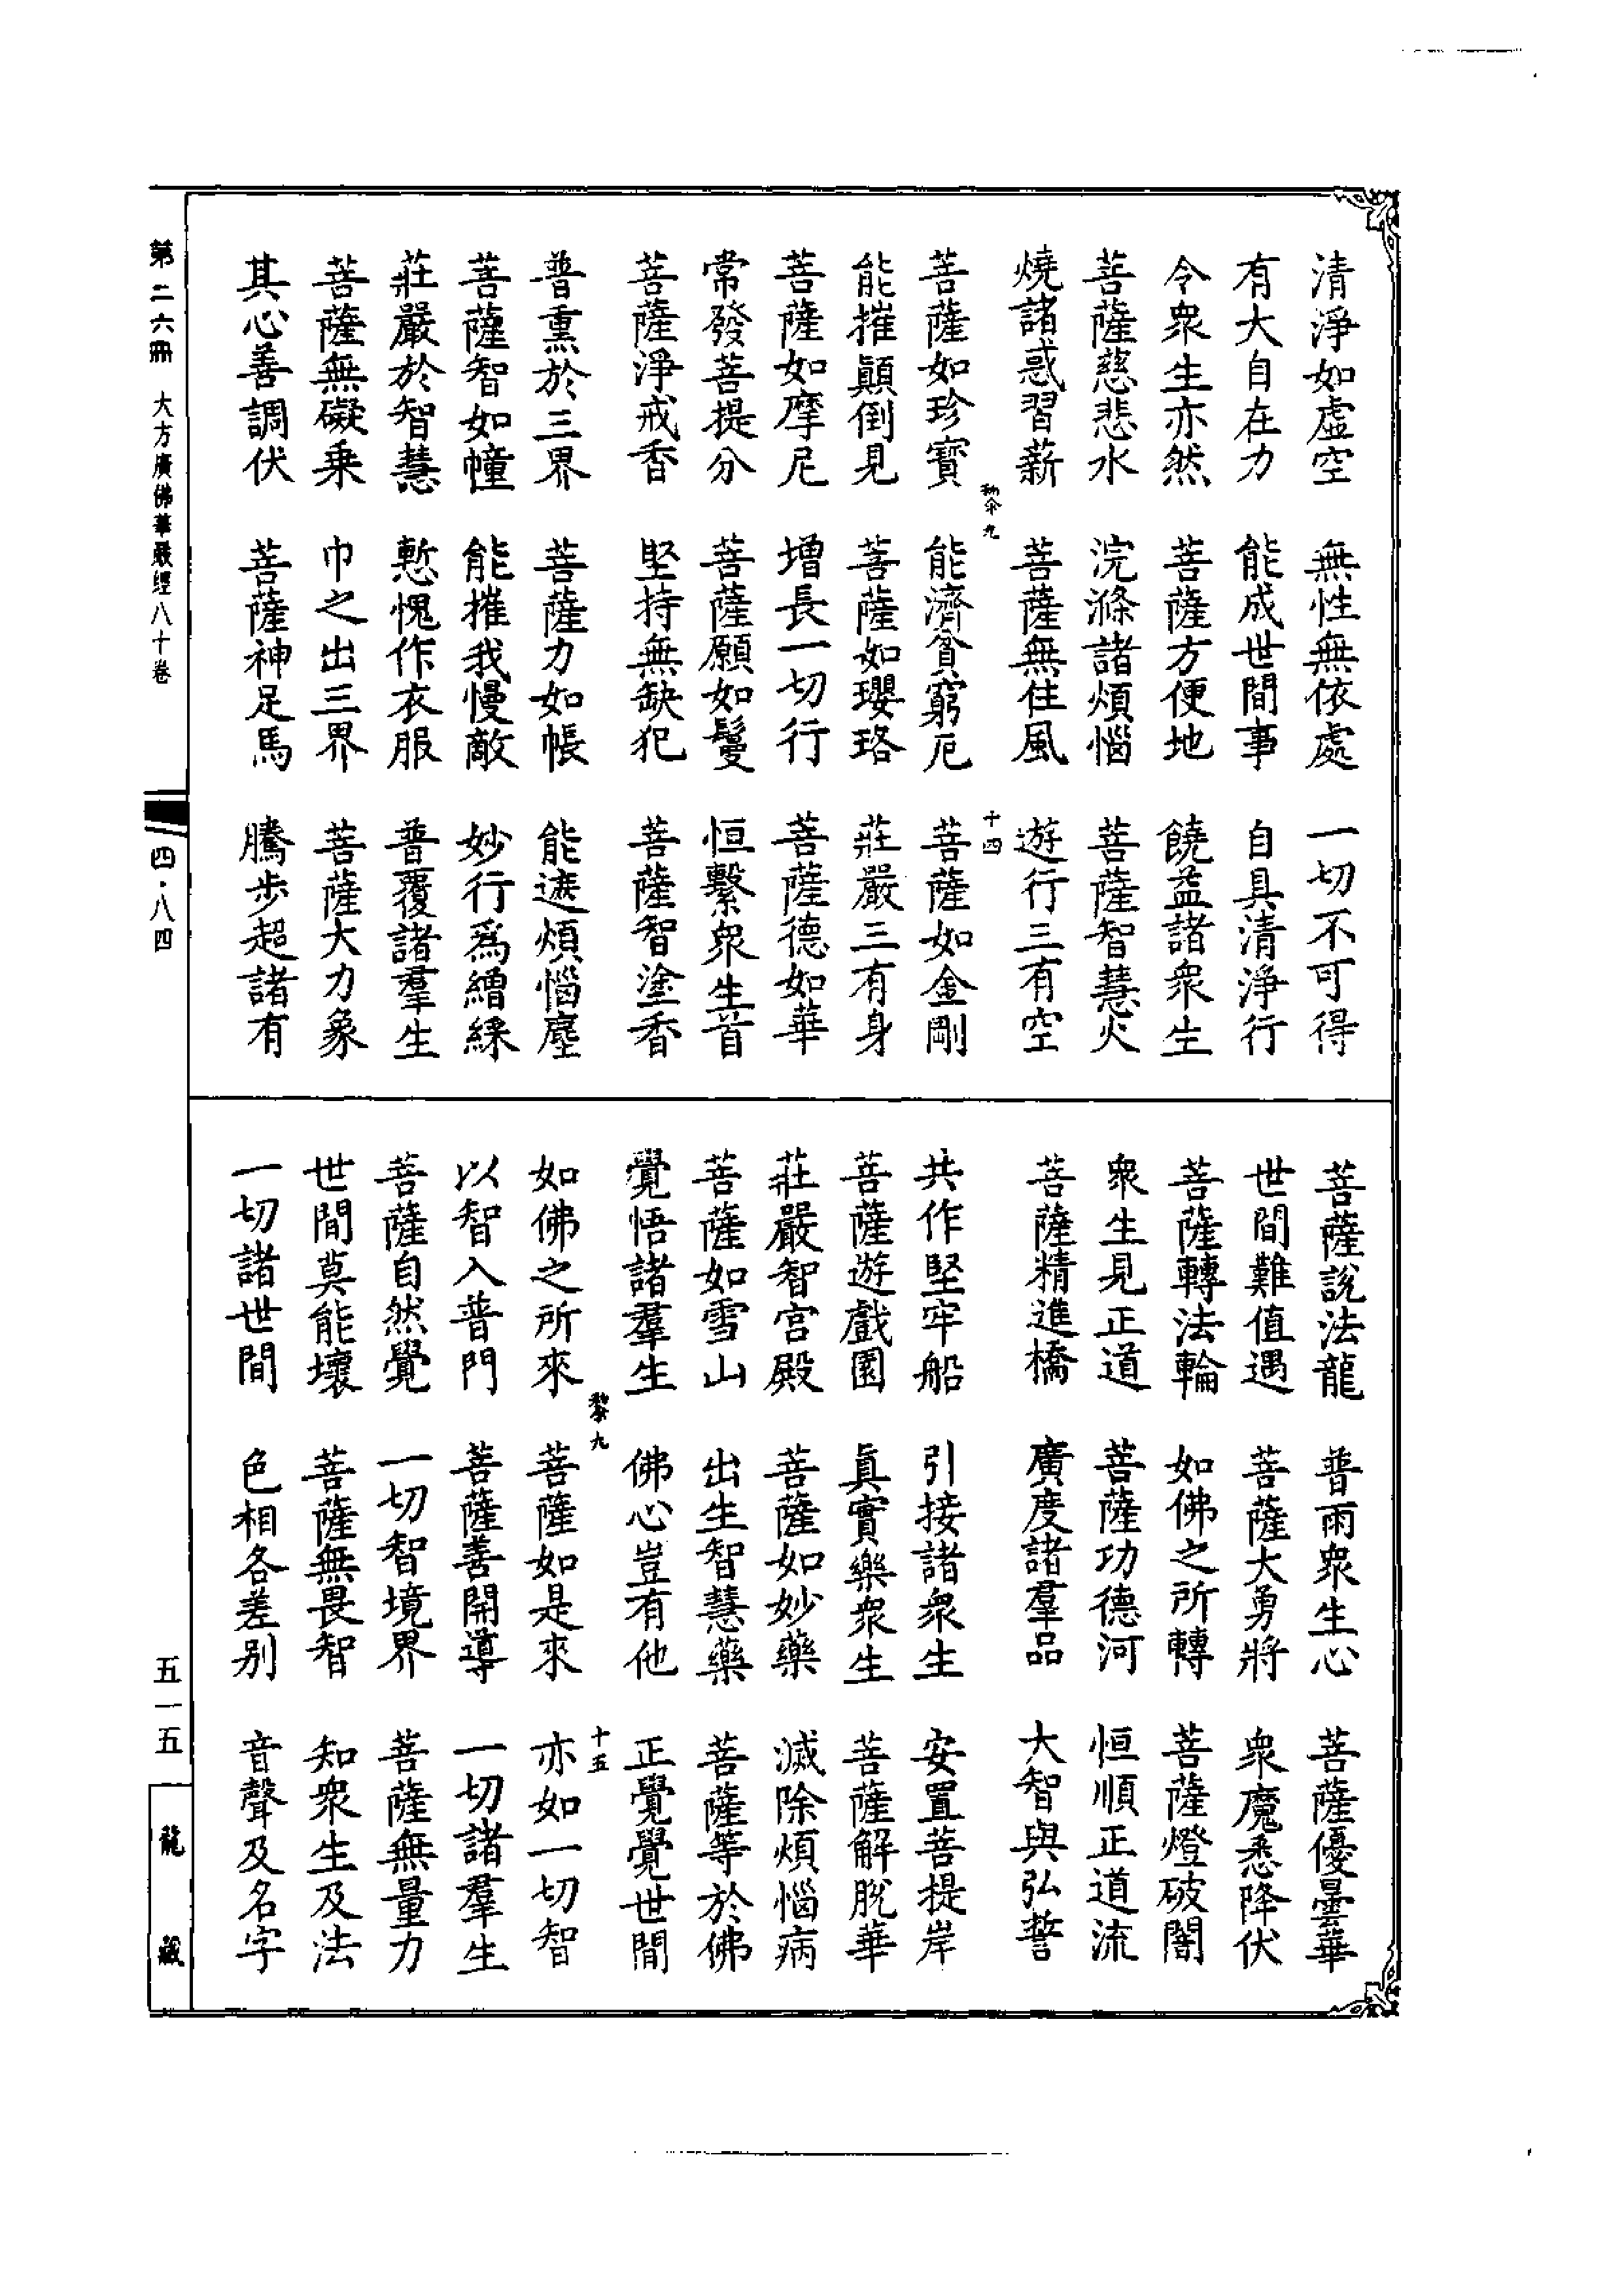 清淨如虛空　無性無依處　一切不可得
有大自在力　能成世間事　自具清淨行
令衆生亦然　菩薩方便地　饒益諸衆生
菩薩慈悲水　浣滌諸煩惱　菩薩智慧火
燒諸惑習薪　菩薩無住風　遊行三有空
九　十四
菩薩如珍寶　能濟貧窮厄　菩薩如金剛
能摧顛倒見　菩薩如瓔珞　莊嚴三有身
菩薩如摩尼　增長一切行　菩薩德如華
常發菩提分　菩薩願如鬘　恒繫衆生首
菩薩淨戒香　堅持無缺犯　菩薩智塗香
普熏於三界　菩薩力如帳　能遮煩惱塵
菩薩智如幢　能摧我慢敵　妙行爲繒綵
莊嚴於智慧　慙愧作衣服　普覆諸羣生
菩薩無礙乗　巾之出三界　菩薩大力象
其心善調伏　菩薩神足馬　騰步超諸有
菩薩說法龍　普雨衆生心　菩薩優曇華
世間難值遇　菩薩大勇將　衆魔悉降伏
菩薩轉法輪　如佛之所轉　菩薩燈破闇
衆生見正道　菩薩功德河　恒順正道流
菩薩精進橋　廣度諸羣品　大智與弘誓
共作堅牢船　引接諸衆生　安置菩提岸
菩薩遊戲園　眞實樂衆生　菩薩解脫華
莊嚴智宮殿　菩薩如妙藥　滅除煩惱病
菩薩如雪山　出生智慧藥　菩薩等於佛
覺悟諸羣生　佛心豈有他　正覺覺世間
九　十五
如佛之所來　菩薩如是來　亦如一切智
以智入普門　菩薩善開導　一切諸羣生
菩薩自然覺　一切智境界　菩薩無量力
世間莫能壞　菩薩無畏智　知衆生及法
一切諸世間　色相各差别　音聲及名字
第二六冊　大方廣佛華嚴經八十卷　四·八四　五一五　龍藏